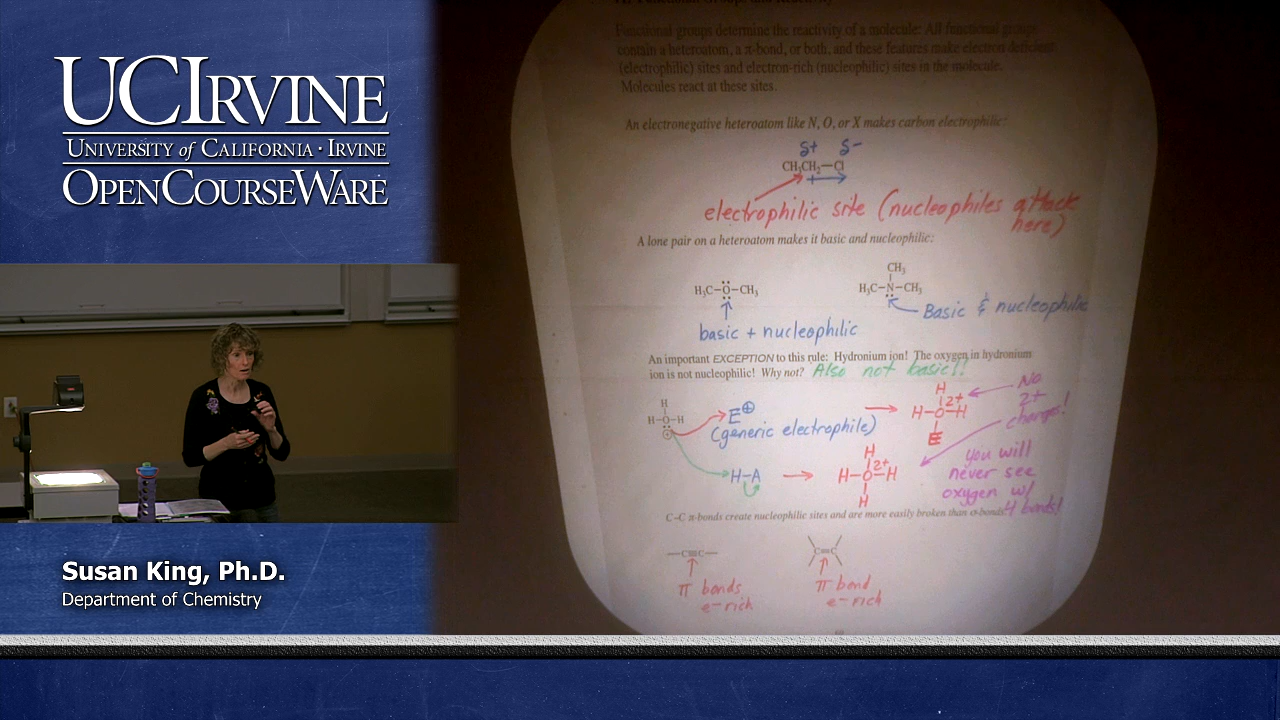 UCIRVINE
UNIVERSITY of CALIFORNIA · IRVINE
OPENCOURSEWARE
Susan King, Ph.D.
Department of Chemistry
Functional groups determine the reactivity of a molecule: All functional groups
contain a heteroatom, a π-bond, or both, and these features make electron deficient
(electrophilic) sites and electron-rich (nucleophilic) sites in the molecule.
Molecules react at these sites.
An electronegative heteroatom like N, O, or X makes carbon electrophilic:
δ+ δ−
CH₃CH₂—Cl
electrophilic site (nucleophiles attack
here)
A lone pair on a heteroatom makes it basic and nucleophilic:
CH₃
H₃C—O—CH₃ H₃C—N—CH₃
basic + nucleophilic
Basic & nucleophilic
An important EXCEPTION to this rule: Hydronium ion! The oxygen in hydronium
ion is not nucleophilic! Why not? Also not basic!!
H
H—O—H
⊕
E⊕
(generic electrophile)
H
2+
H—O—H
E
No
2+
charge!
H—A
H
2+
H—O—H
H
you will
never see
oxygen w/
4 bonds!
C–C π-bonds create nucleophilic sites and are more easily broken than σ-bonds:
—C≡C— C=C
π bonds
e− rich
π bond
e− rich